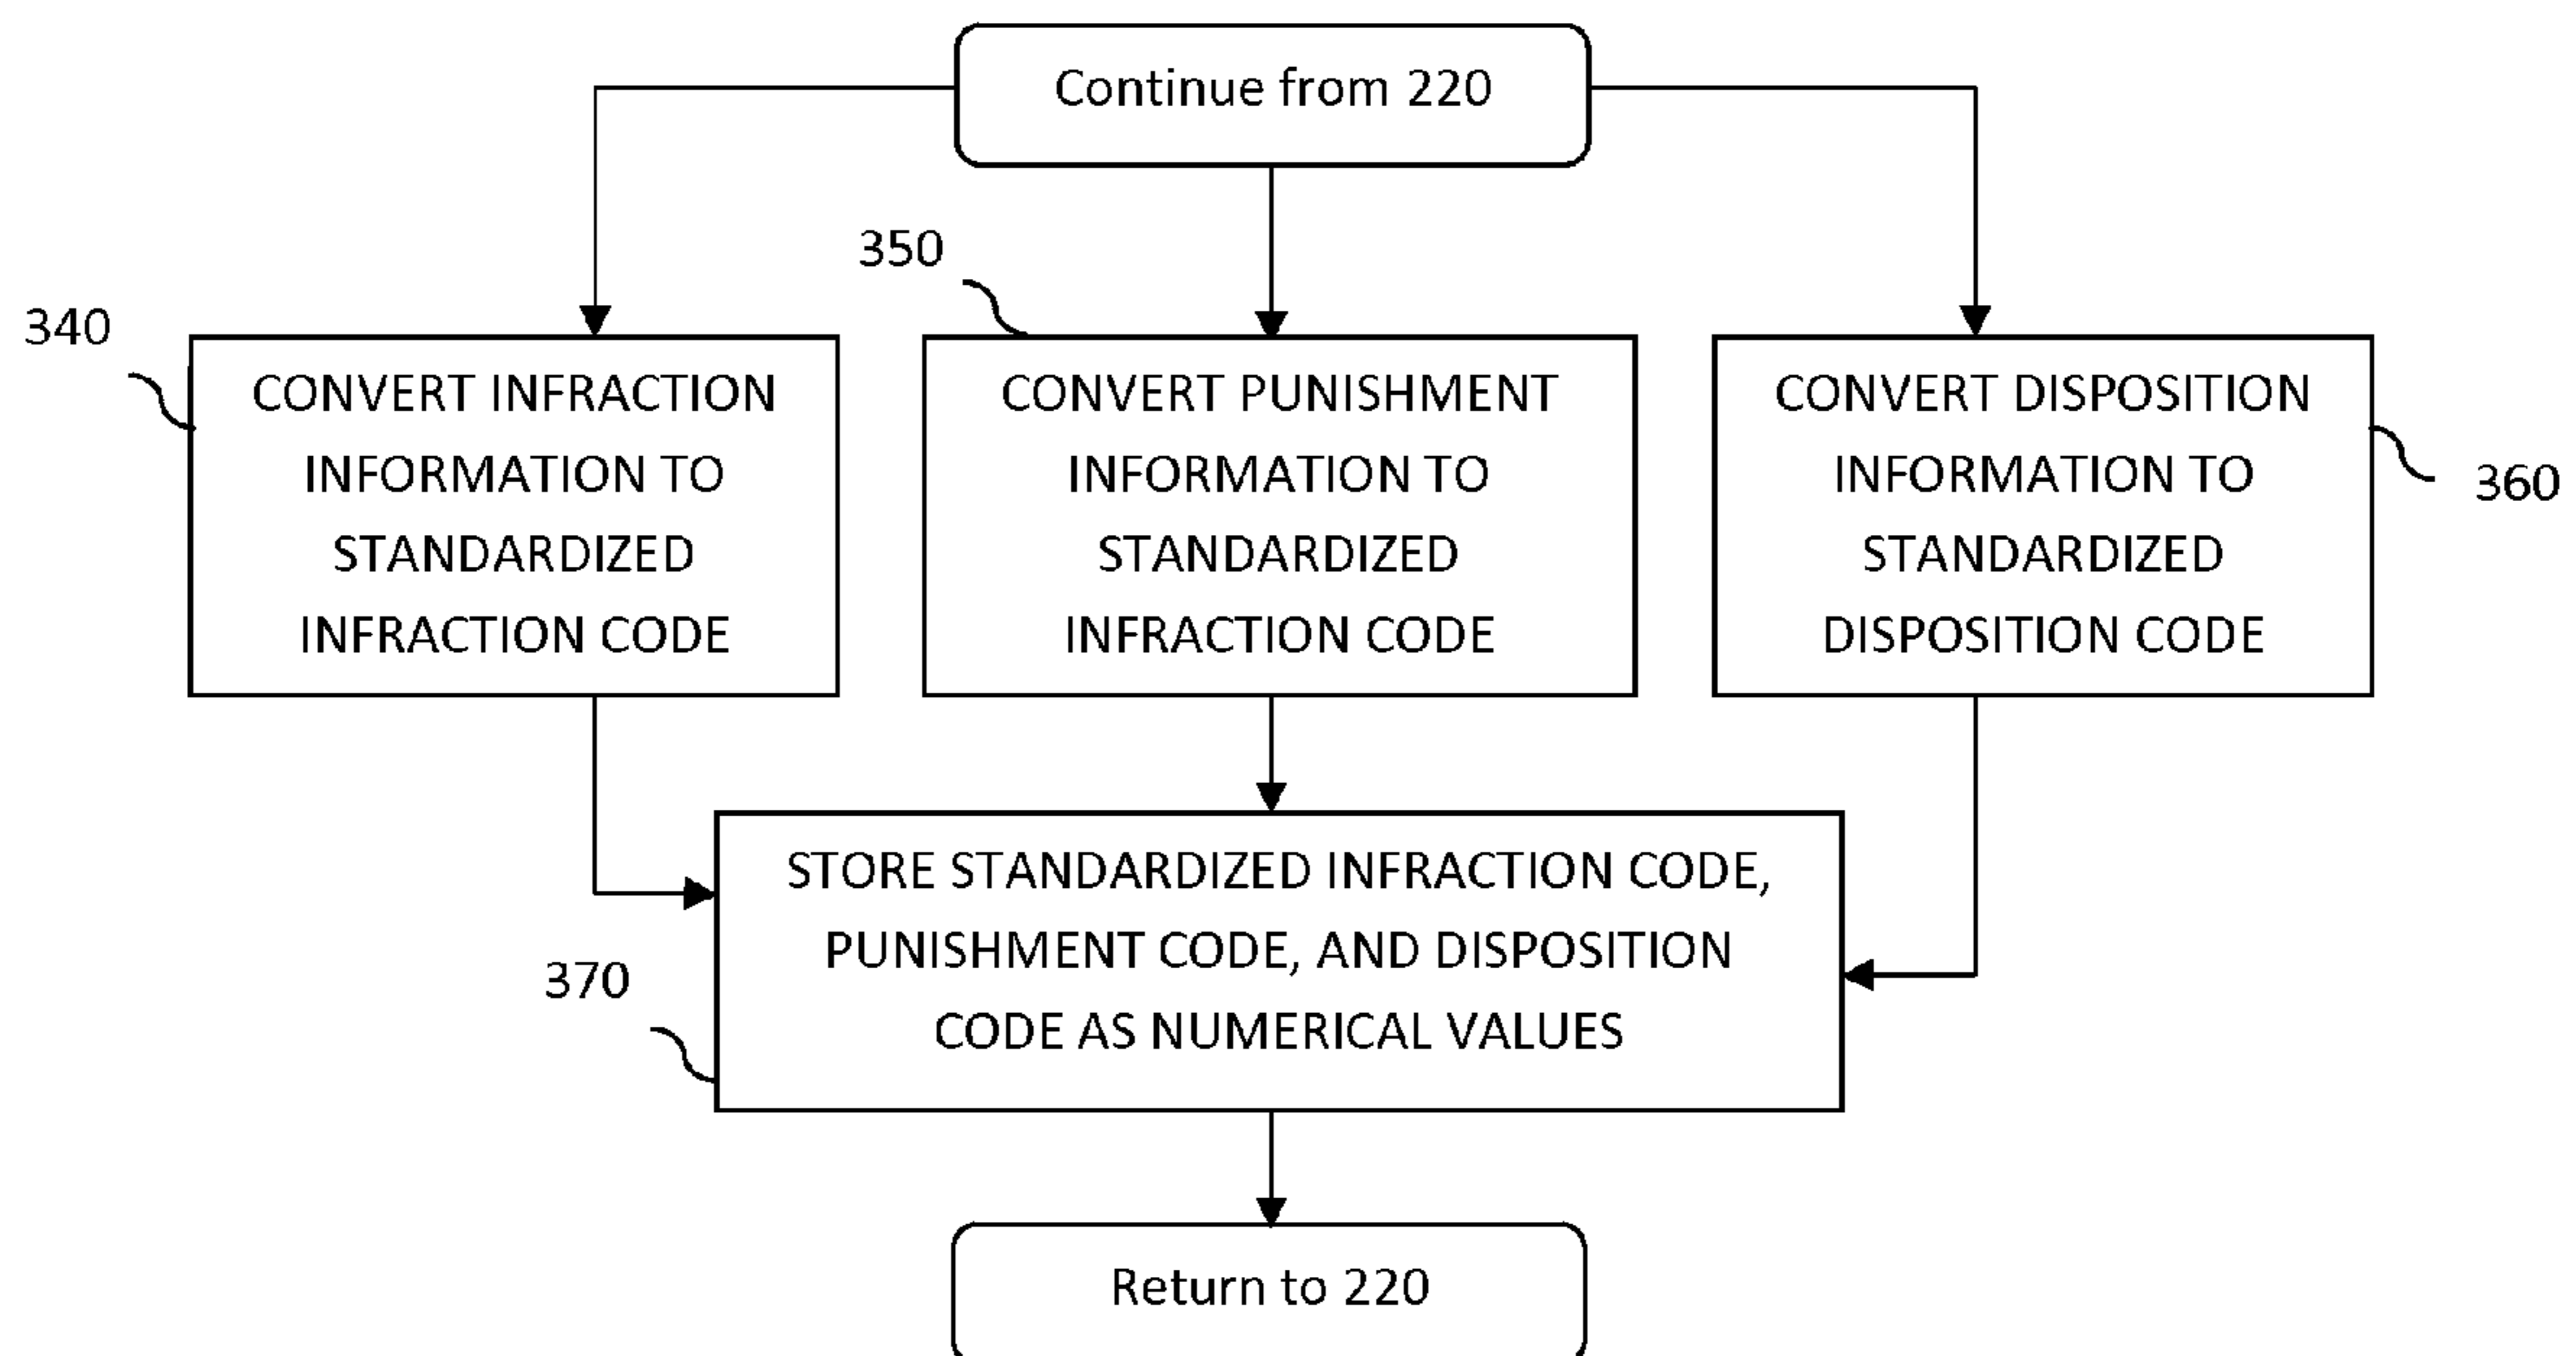 Continue from 220
350
340
CONVERT INFRACTION
INFORMATION TO
STANDARDIZED
INFRACTION CODE
CONVERT PUNISHMENT
INFORMATION TO
STANDARDIZED
INFRACTION CODE
CONVERT DISPOSITION
INFORMATION TO
STANDARDIZED
DISPOSITION CODE
360
STORE STANDARDIZED INFRACTION CODE,
PUNISHMENT CODE, AND DISPOSITION
CODE AS NUMERICAL VALUES
370
Return to 220